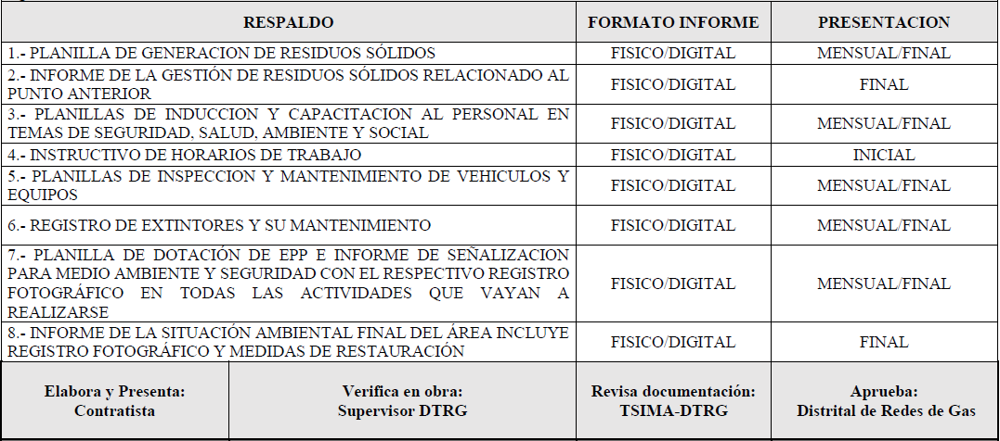 RESPALDO FORMATO INFORME PRESENTACION
1.- PLANILLA DE GENERACION DE RESIDUOS SÓLIDOS FISICO/DIGITAL MENSUAL/FINAL
2.- INFORME DE LA GESTIÓN DE RESIDUOS SÓLIDOS RELACIONADO AL
PUNTO ANTERIOR FISICO/DIGITAL FINAL
3.- PLANILLAS DE INDUCCION Y CAPACITACION AL PERSONAL EN
TEMAS DE SEGURIDAD, SALUD, AMBIENTE Y SOCIAL FISICO/DIGITAL MENSUAL/FINAL
4.- INSTRUCTIVO DE HORARIOS DE TRABAJO FISICO/DIGITAL INICIAL
5.- PLANILLAS DE INSPECCION Y MANTENIMIENTO DE VEHICULOS Y
EQUIPOS FISICO/DIGITAL MENSUAL/FINAL
6.- REGISTRO DE EXTINTORES Y SU MANTENIMIENTO FISICO/DIGITAL MENSUAL/FINAL
7.- PLANILLA DE DOTACIÓN DE EPP E INFORME DE SEÑALIZACION
PARA MEDIO AMBIENTE Y SEGURIDAD CON EL RESPECTIVO REGISTRO
FOTOGRÁFICO EN TODAS LAS ACTIVIDADES QUE VAYAN A
REALIZARSE FISICO/DIGITAL MENSUAL/FINAL
8.- INFORME DE LA SITUACIÓN AMBIENTAL FINAL DEL ÁREA INCLUYE
REGISTRO FOTOGRÁFICO Y MEDIDAS DE RESTAURACIÓN FISICO/DIGITAL FINAL
Elabora y Presenta: Verifica en obra: Revisa documentación: Aprueba:
Contratista Supervisor DTRG TSIMA-DTRG Distrital de Redes de Gas